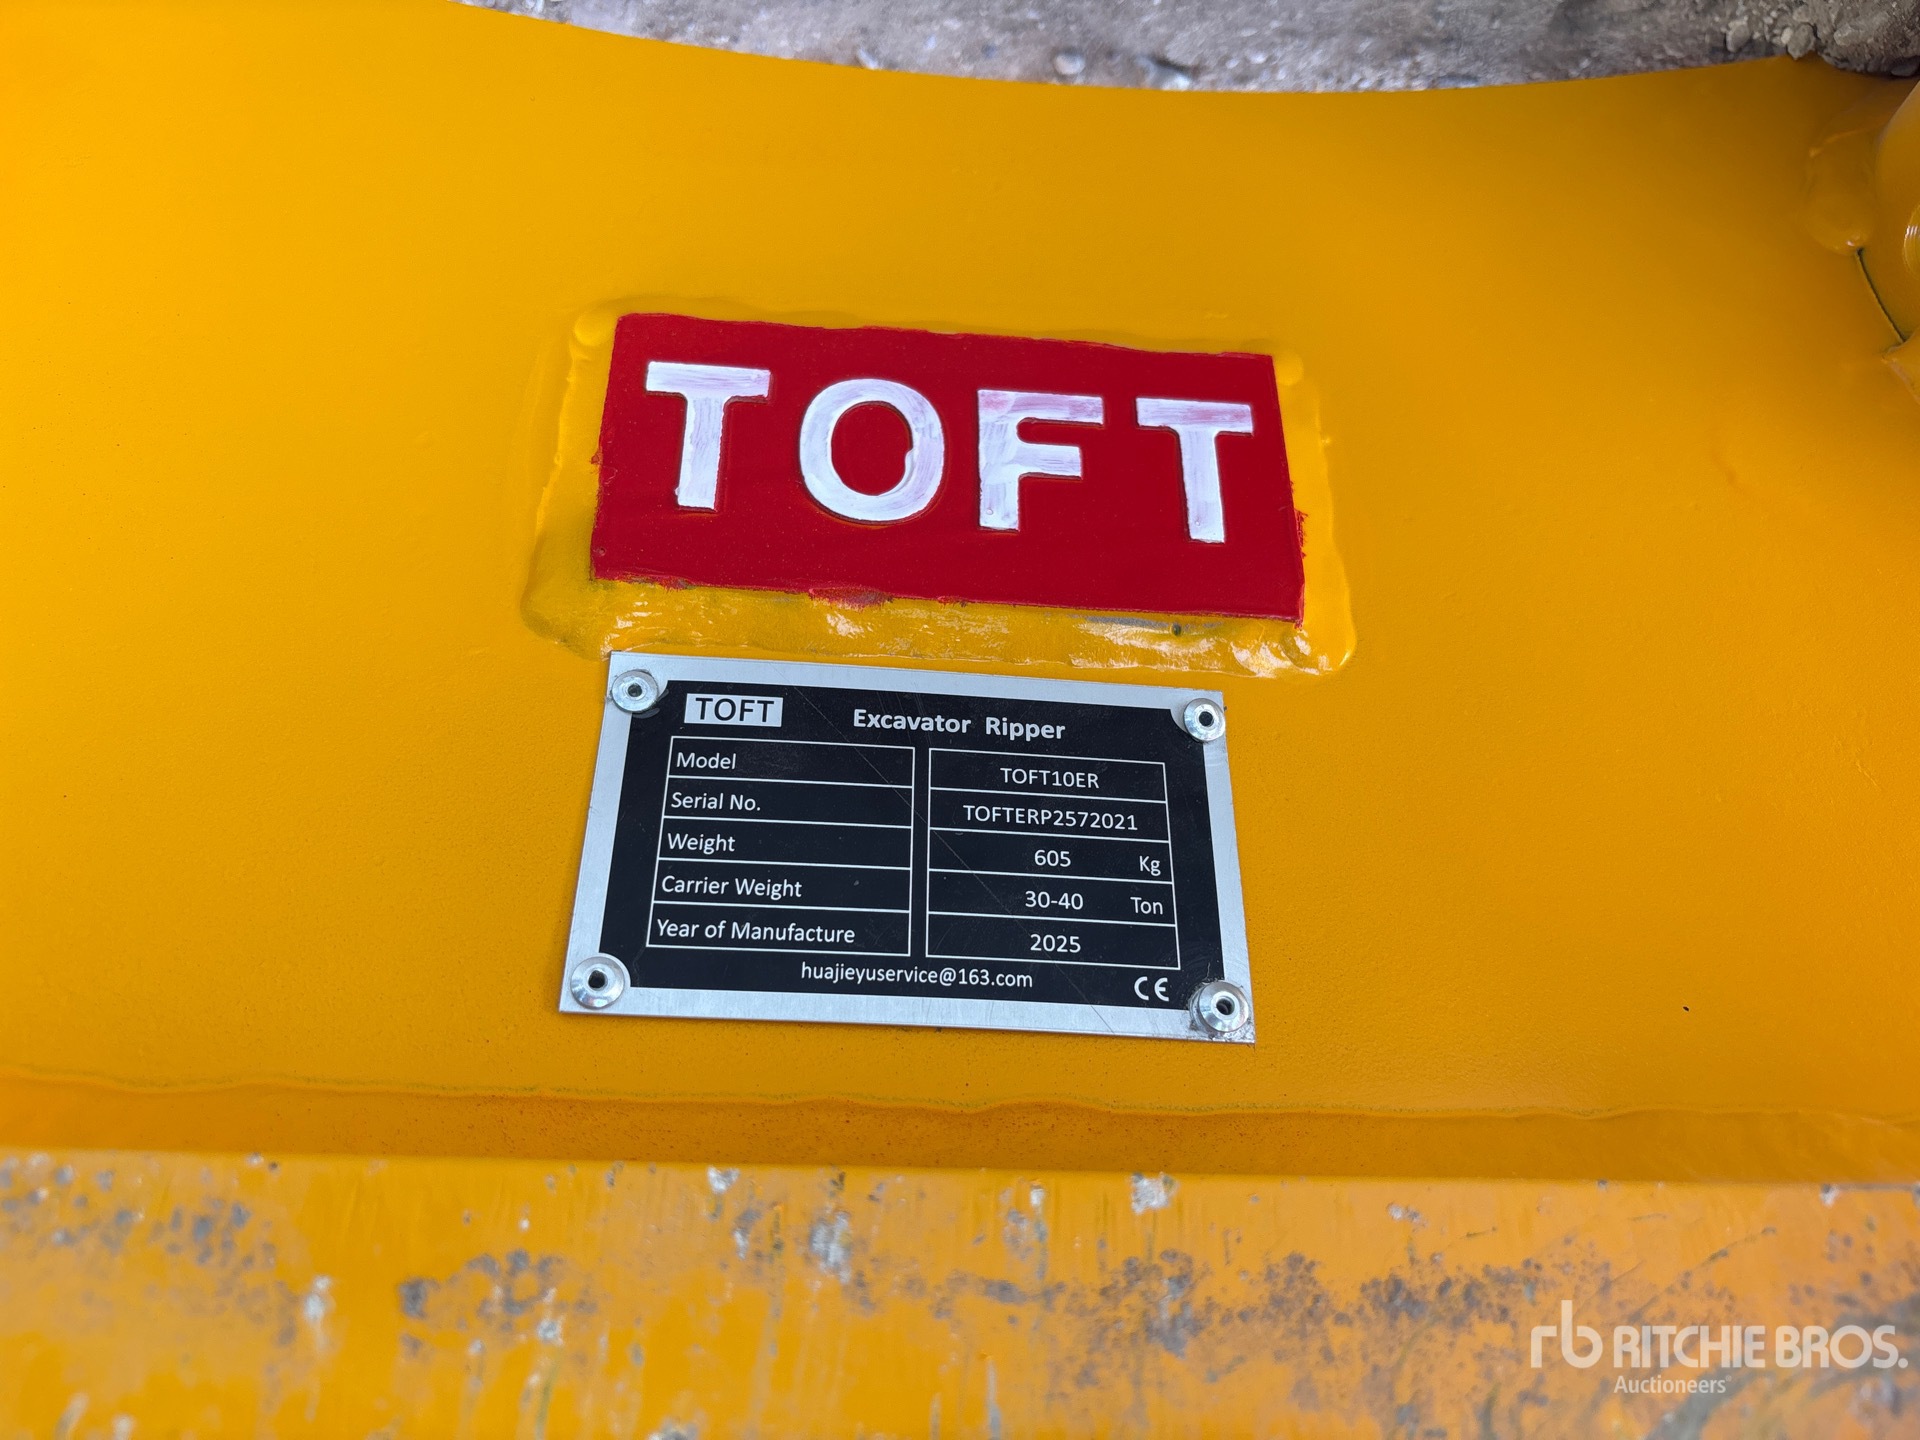 TOFT
TOFT Excavator Ripper
Model TOFT10ER
Serial No. TOFTERP2572021
Weight 605 Kg
Carrier Weight 30-40 Ton
Year of Manufacture 2025
huajieyuservice@163.com CE
rb RITCHIE BROS.
Auctioneers